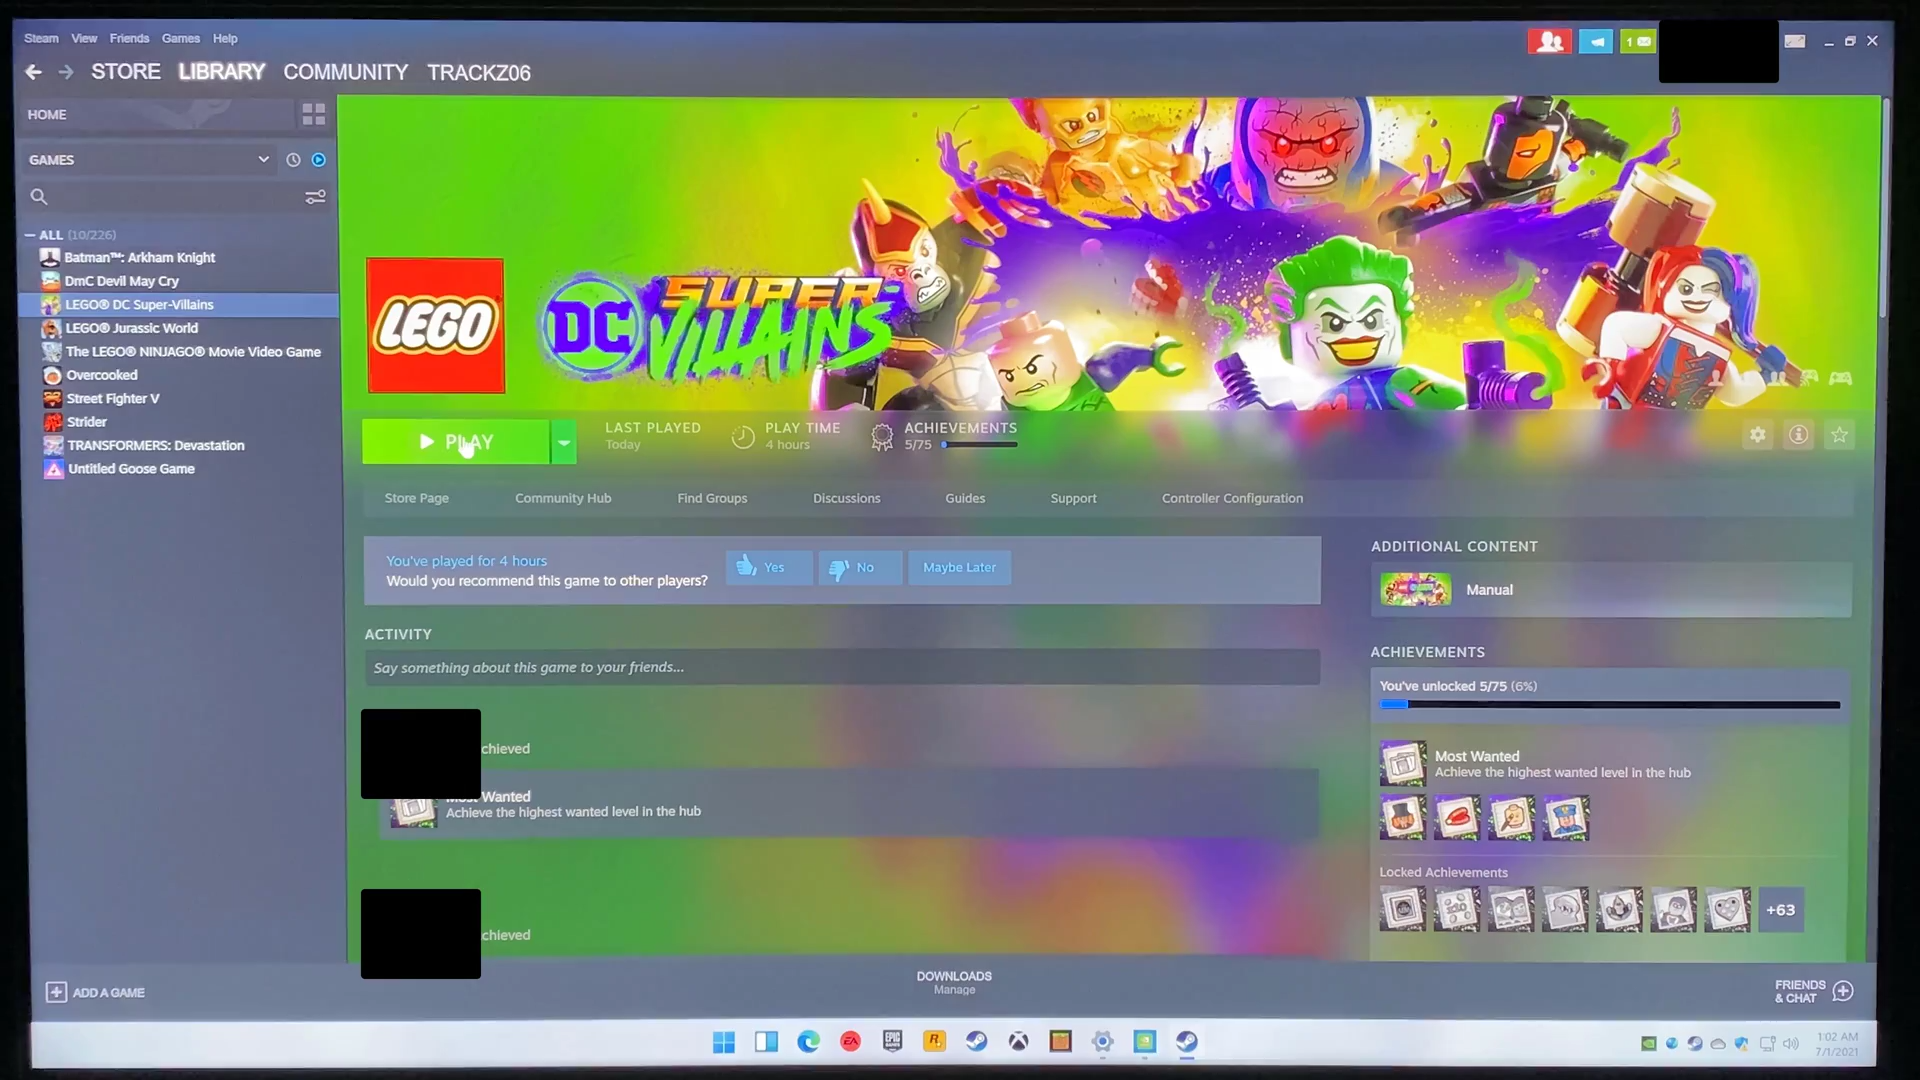 Steam View Friends Games Help
1
STORE LIBRARY COMMUNITY TRACKZ06
HOME
GAMES
— ALL (10/226)
Batman™: Arkham Knight
DmC Devil May Cry
LEGO® DC Super-Villains
LEGO® Jurassic World
The LEGO® NINJAGO® Movie Video Game
Overcooked
Street Fighter V
Strider
TRANSFORMERS: Devastation
Untitled Goose Game
LEGO
DC SUPER
VILLAINS
PLAY
LAST PLAYED
Today
PLAY TIME
4 hours
ACHIEVEMENTS
5/75
Store Page Community Hub Find Groups Discussions Guides Support Controller Configuration
You've played for 4 hours
Would you recommend this game to other players?
Yes No Maybe Later
ACTIVITY
Say something about this game to your friends...
chieved
Most Wanted
Achieve the highest wanted level in the hub
chieved
ADDITIONAL CONTENT
Manual
ACHIEVEMENTS
You've unlocked 5/75 (6%)
Most Wanted
Achieve the highest wanted level in the hub
Locked Achievements
+63
ADD A GAME
DOWNLOADS
Manage
FRIENDS
& CHAT
EA
EPIC
GAMES
R
1:02 AM
7/1/2021